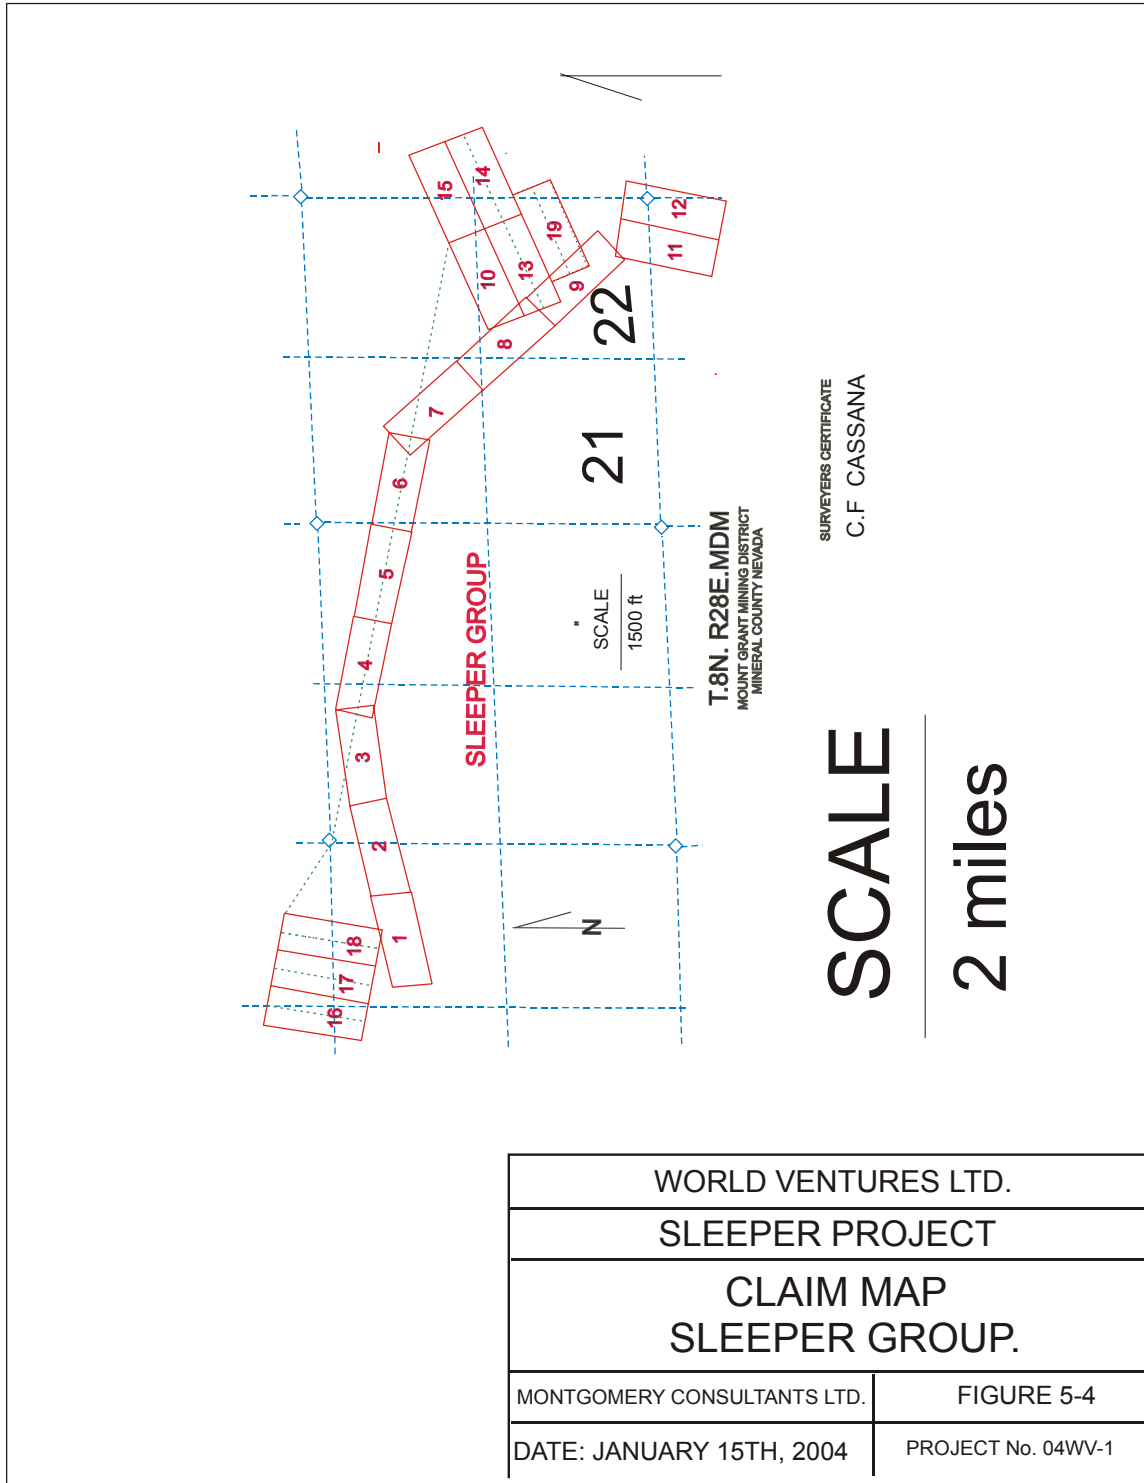 15
14
19
12
11
10
13
9
22
8
7
21
6
5
4
3
2
1
18
17
16
SLEEPER GROUP
SCALE
1500 ft
T.8N. R28E.MDM
MOUNT GRANT MINING DISTRICT
MINERAL COUNTY NEVADA
SURVEYERS CERTIFICATE
C.F CASSANA
N
SCALE
2 miles
WORLD VENTURES LTD.
SLEEPER PROJECT
CLAIM MAP
SLEEPER GROUP.
MONTGOMERY CONSULTANTS LTD.
FIGURE 5-4
DATE: JANUARY 15TH, 2004
PROJECT No. 04WV-1